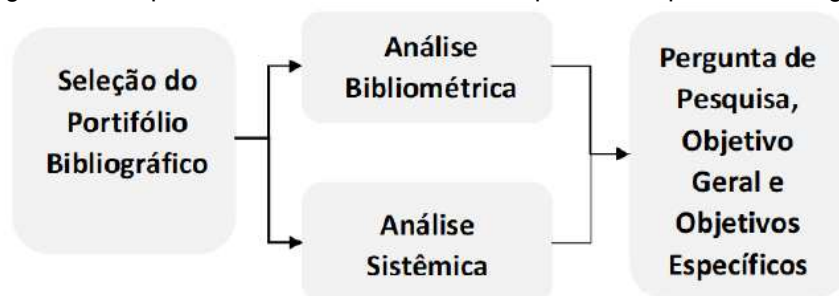 Seleção do
Portifólio
Bibliográfico
Análise
Bibliométrica
Análise
Sistêmica
Pergunta de
Pesquisa,
Objetivo
Geral e
Objetivos
Específicos